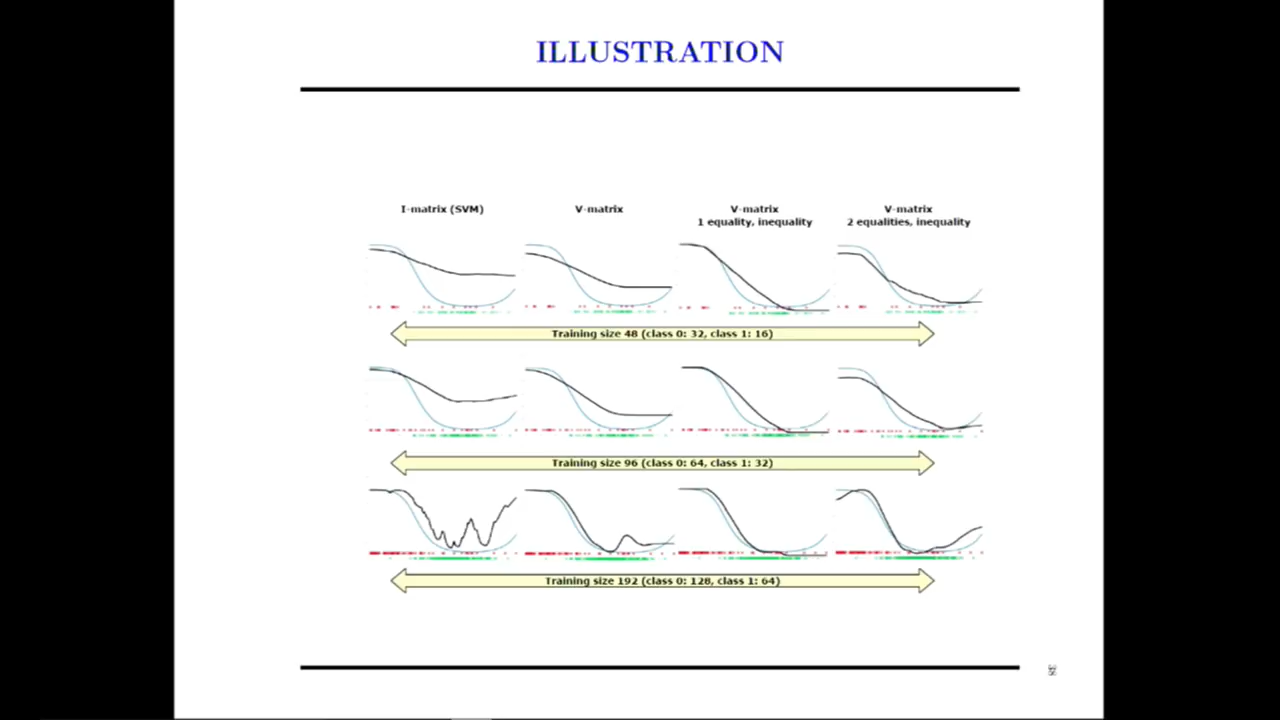 ILLUSTRATION
I-matrix (SVM)
V-matrix
V-matrix
1 equality, inequality
V-matrix
2 equalities, inequality
Training size 48 (class 0: 32, class 1: 16)
Training size 96 (class 0: 64, class 1: 32)
Training size 192 (class 0: 128, class 1: 64)